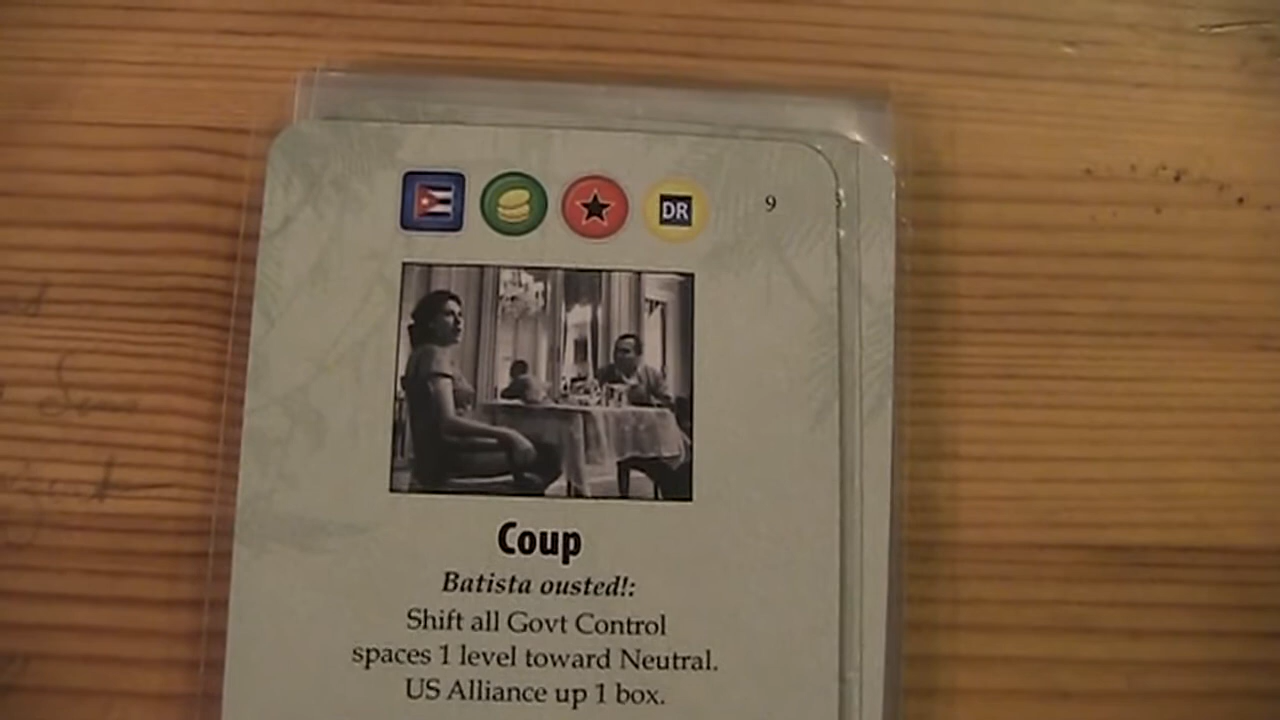 DR
9
Coup
Batista ousted!:
Shift all Govt Control
spaces 1 level toward Neutral.
US Alliance up 1 box.